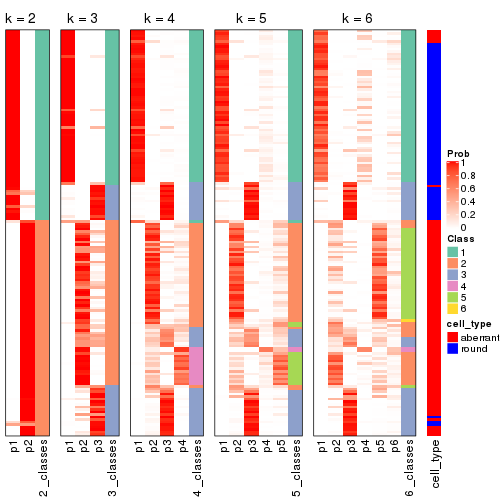 k = 2 k = 3 k = 4 k = 5 k = 6
Prob
1
0.8
0.6
0.4
0.2
0
Class
1
2
3
4
5
6
cell_type
aberrant
round
p1 p2 2_classes p1 p2 p3 3_classes p1 p2 p3 p4 4_classes p1 p2 p3 p4 p5 5_classes p1 p2 p3 p4 p5 p6 6_classes cell_type